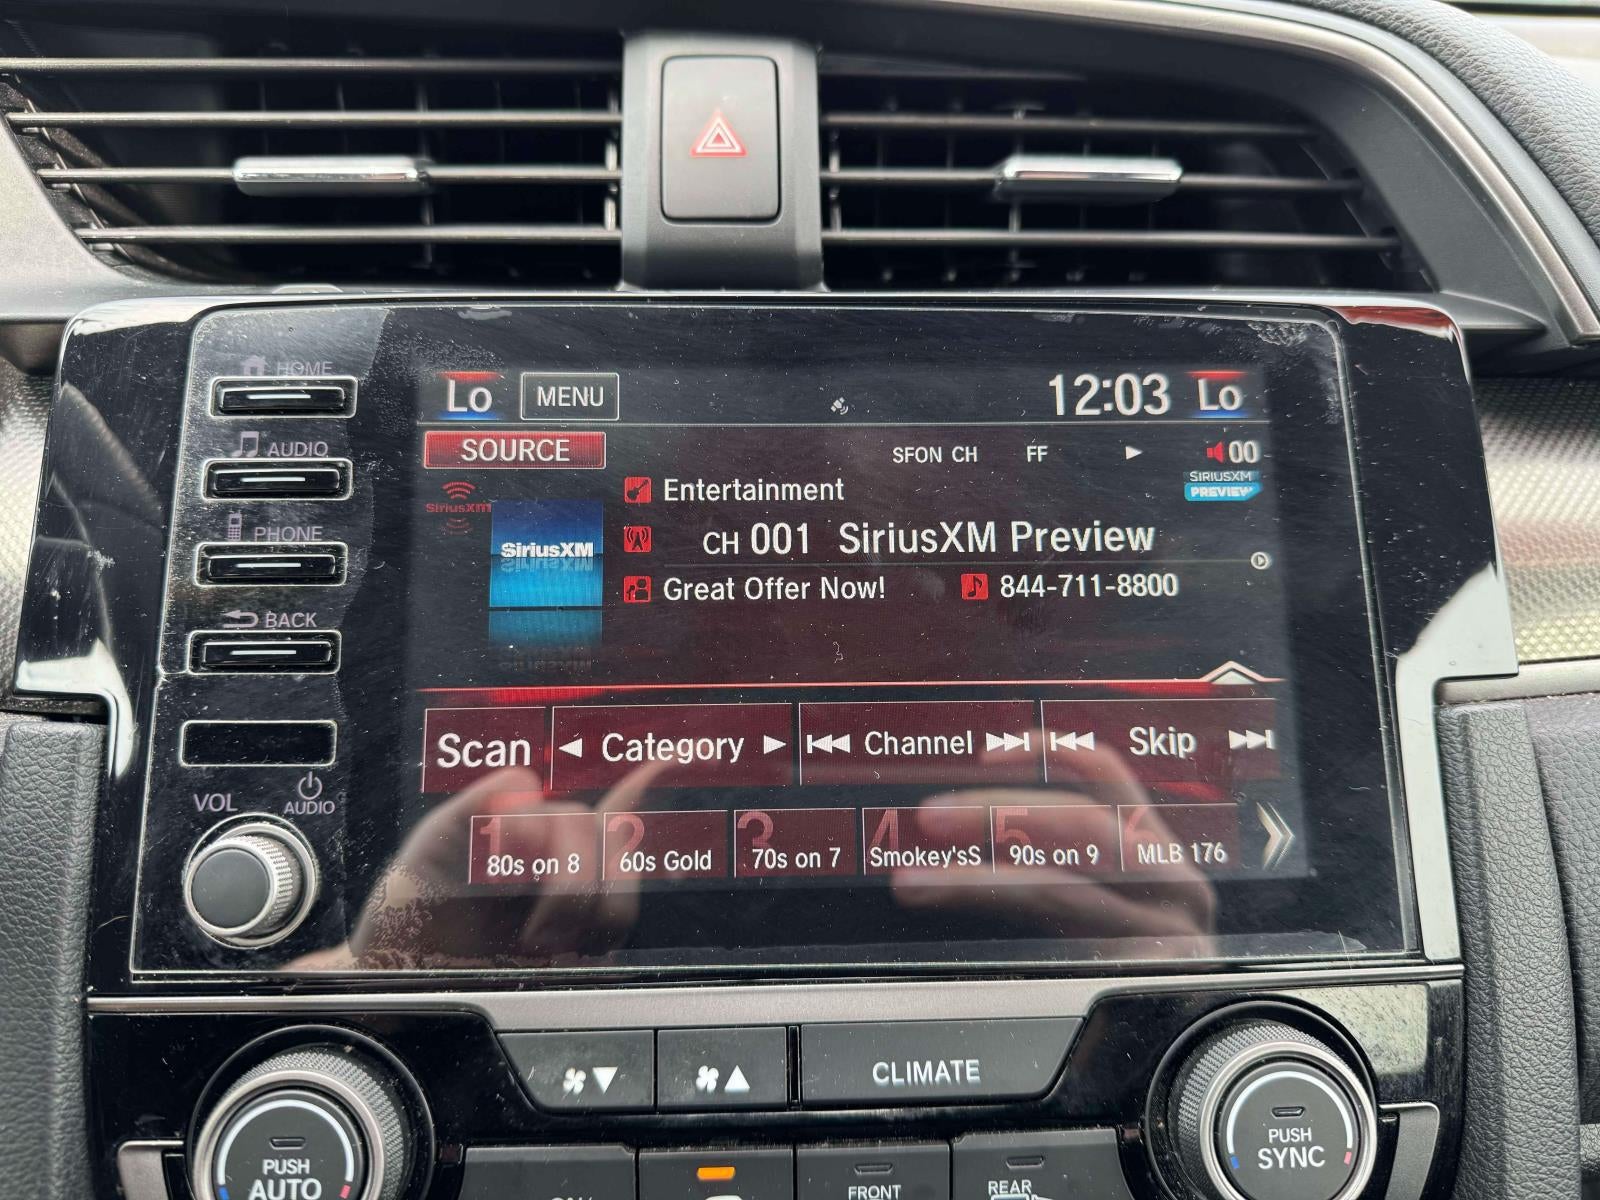 HOME
AUDIO
PHONE
BACK
VOL
AUDIO
Lo MENU 12:03 Lo
SOURCE SFON CH FF 00
SiriusXM
SIRIUSXM
PREVIEW
Entertainment
SiriusXM
CH 001 SiriusXM Preview
Great Offer Now! 844-711-8800
Scan Category Channel Skip
1 2 3 4 5 6
80s on 8 60s Gold 70s on 7 Smokey'sS 90s on 9 MLB 176
CLIMATE
PUSH
AUTO
PUSH
SYNC
FRONT
REAR